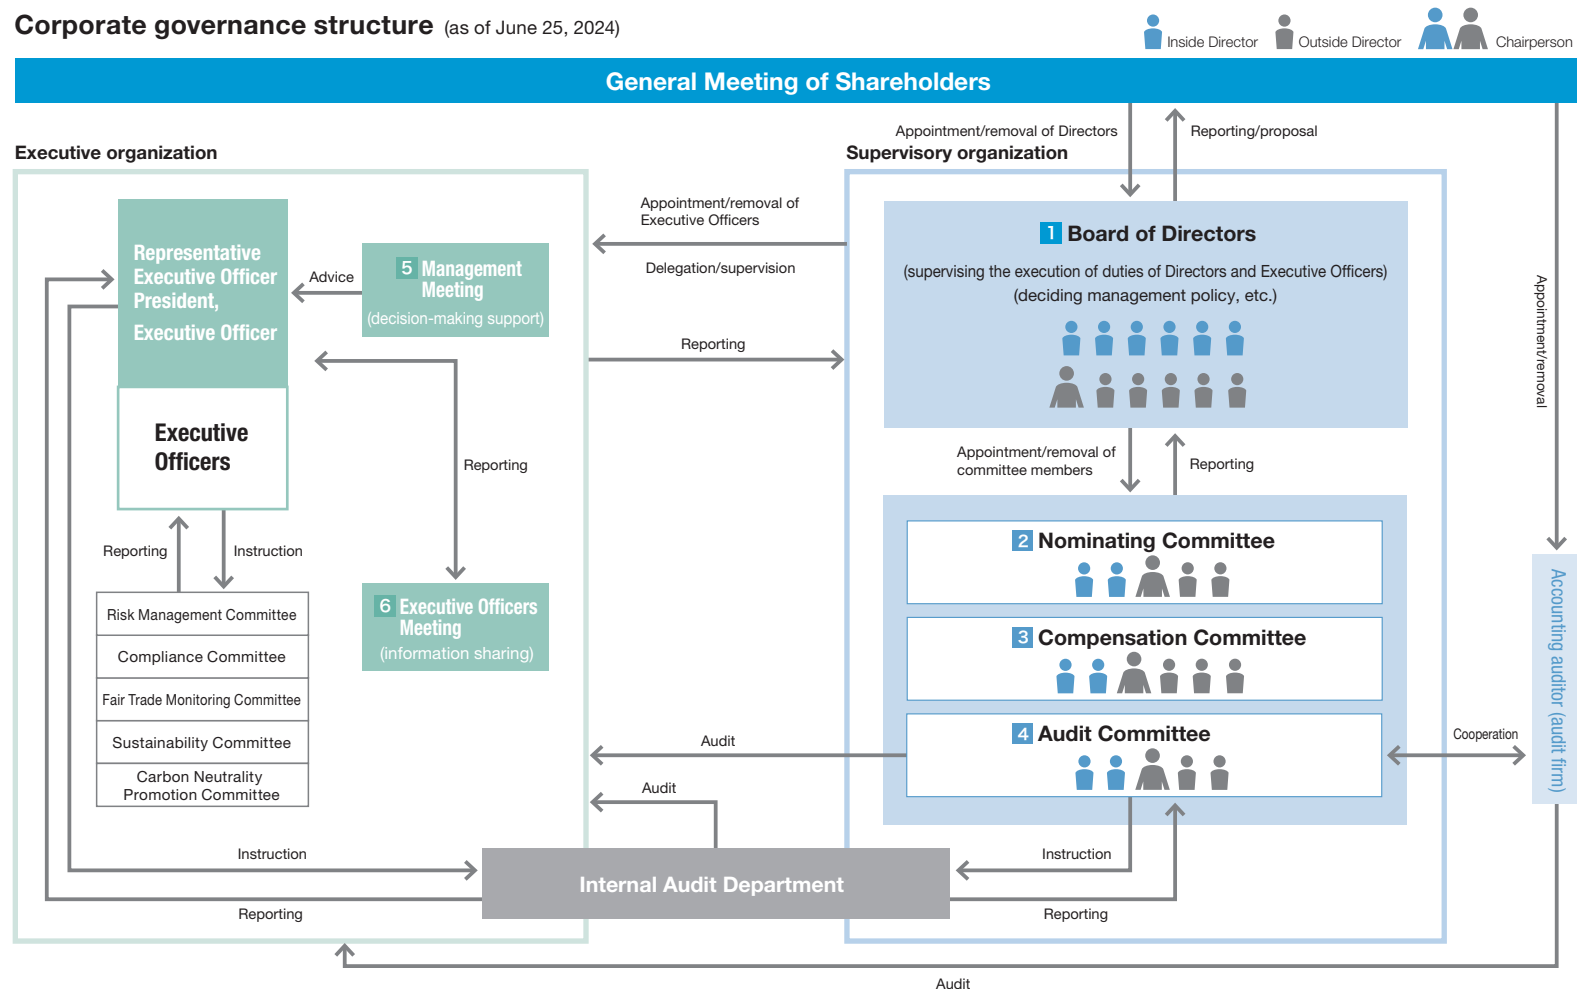 Corporate governance structure (as of June 25, 2024)
Inside Director
Outside Director
Chairperson
General Meeting of Shareholders
Appointment/removal of Directors
Reporting/proposal
Executive organization
Supervisory organization
Representative
Executive Officer
President,
Executive Officer
Advice
5 Management
Meeting
(decision-making support)
Appointment/removal of
Executive Officers
Delegation/supervision
Reporting
1 Board of Directors
(supervising the execution of duties of Directors and Executive Officers)
(deciding management policy, etc.)
Appointment/removal
Executive
Officers
Reporting
Appointment/removal of
committee members
Reporting
Reporting
Instruction
Risk Management Committee
Compliance Committee
Fair Trade Monitoring Committee
Sustainability Committee
Carbon Neutrality
Promotion Committee
6 Executive Officers
Meeting
(information sharing)
2 Nominating Committee
3 Compensation Committee
4 Audit Committee
Accounting auditor (audit firm)
Cooperation
Audit
Audit
Instruction
Instruction
Internal Audit Department
Reporting
Reporting
Audit